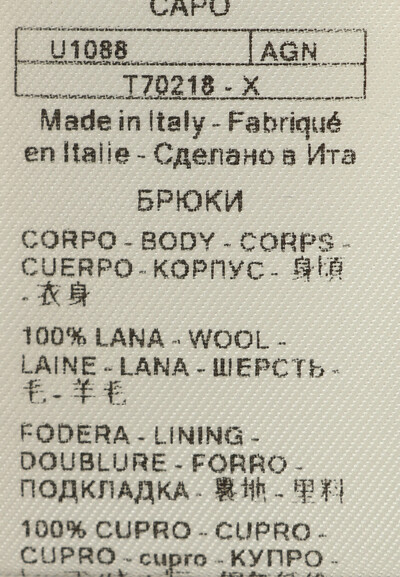 CAPO
U1088 AGN
T70218 - X
Made in Italy - Fabriqué
en Italie - Сделано в Ита
БРЮКИ
CORPO - BODY - CORPS -
CUERPO - КОРПУС - 身頃
- 衣身
100% LANA - WOOL -
LAINE - LANA - ШЕРСТЬ -
毛 - 羊毛
FODERA - LINING -
DOUBLURE - FORRO -
ПОДКЛАДКА - 裏地 - 里料
100% CUPRO - CUPRO -
CUPRO - cupro - КУПРО -